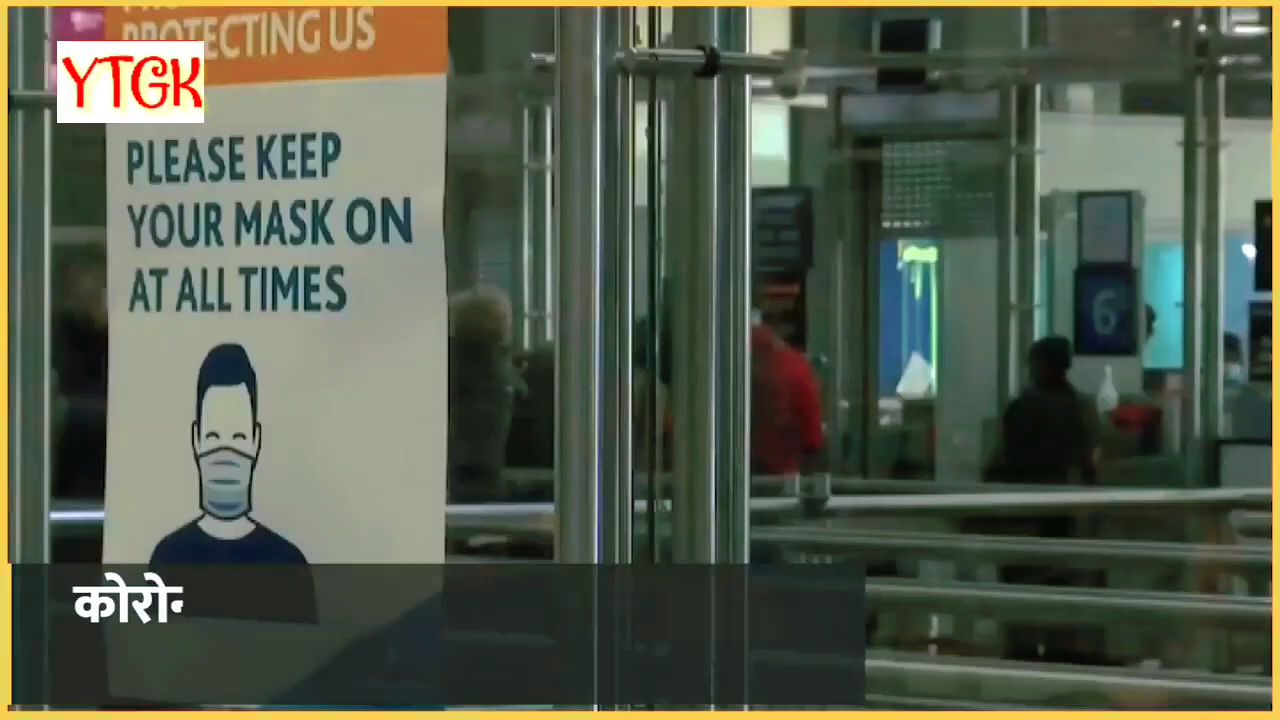 PROTECTING US
YTGK
PLEASE KEEP
YOUR MASK ON
AT ALL TIMES
6
कोरोन